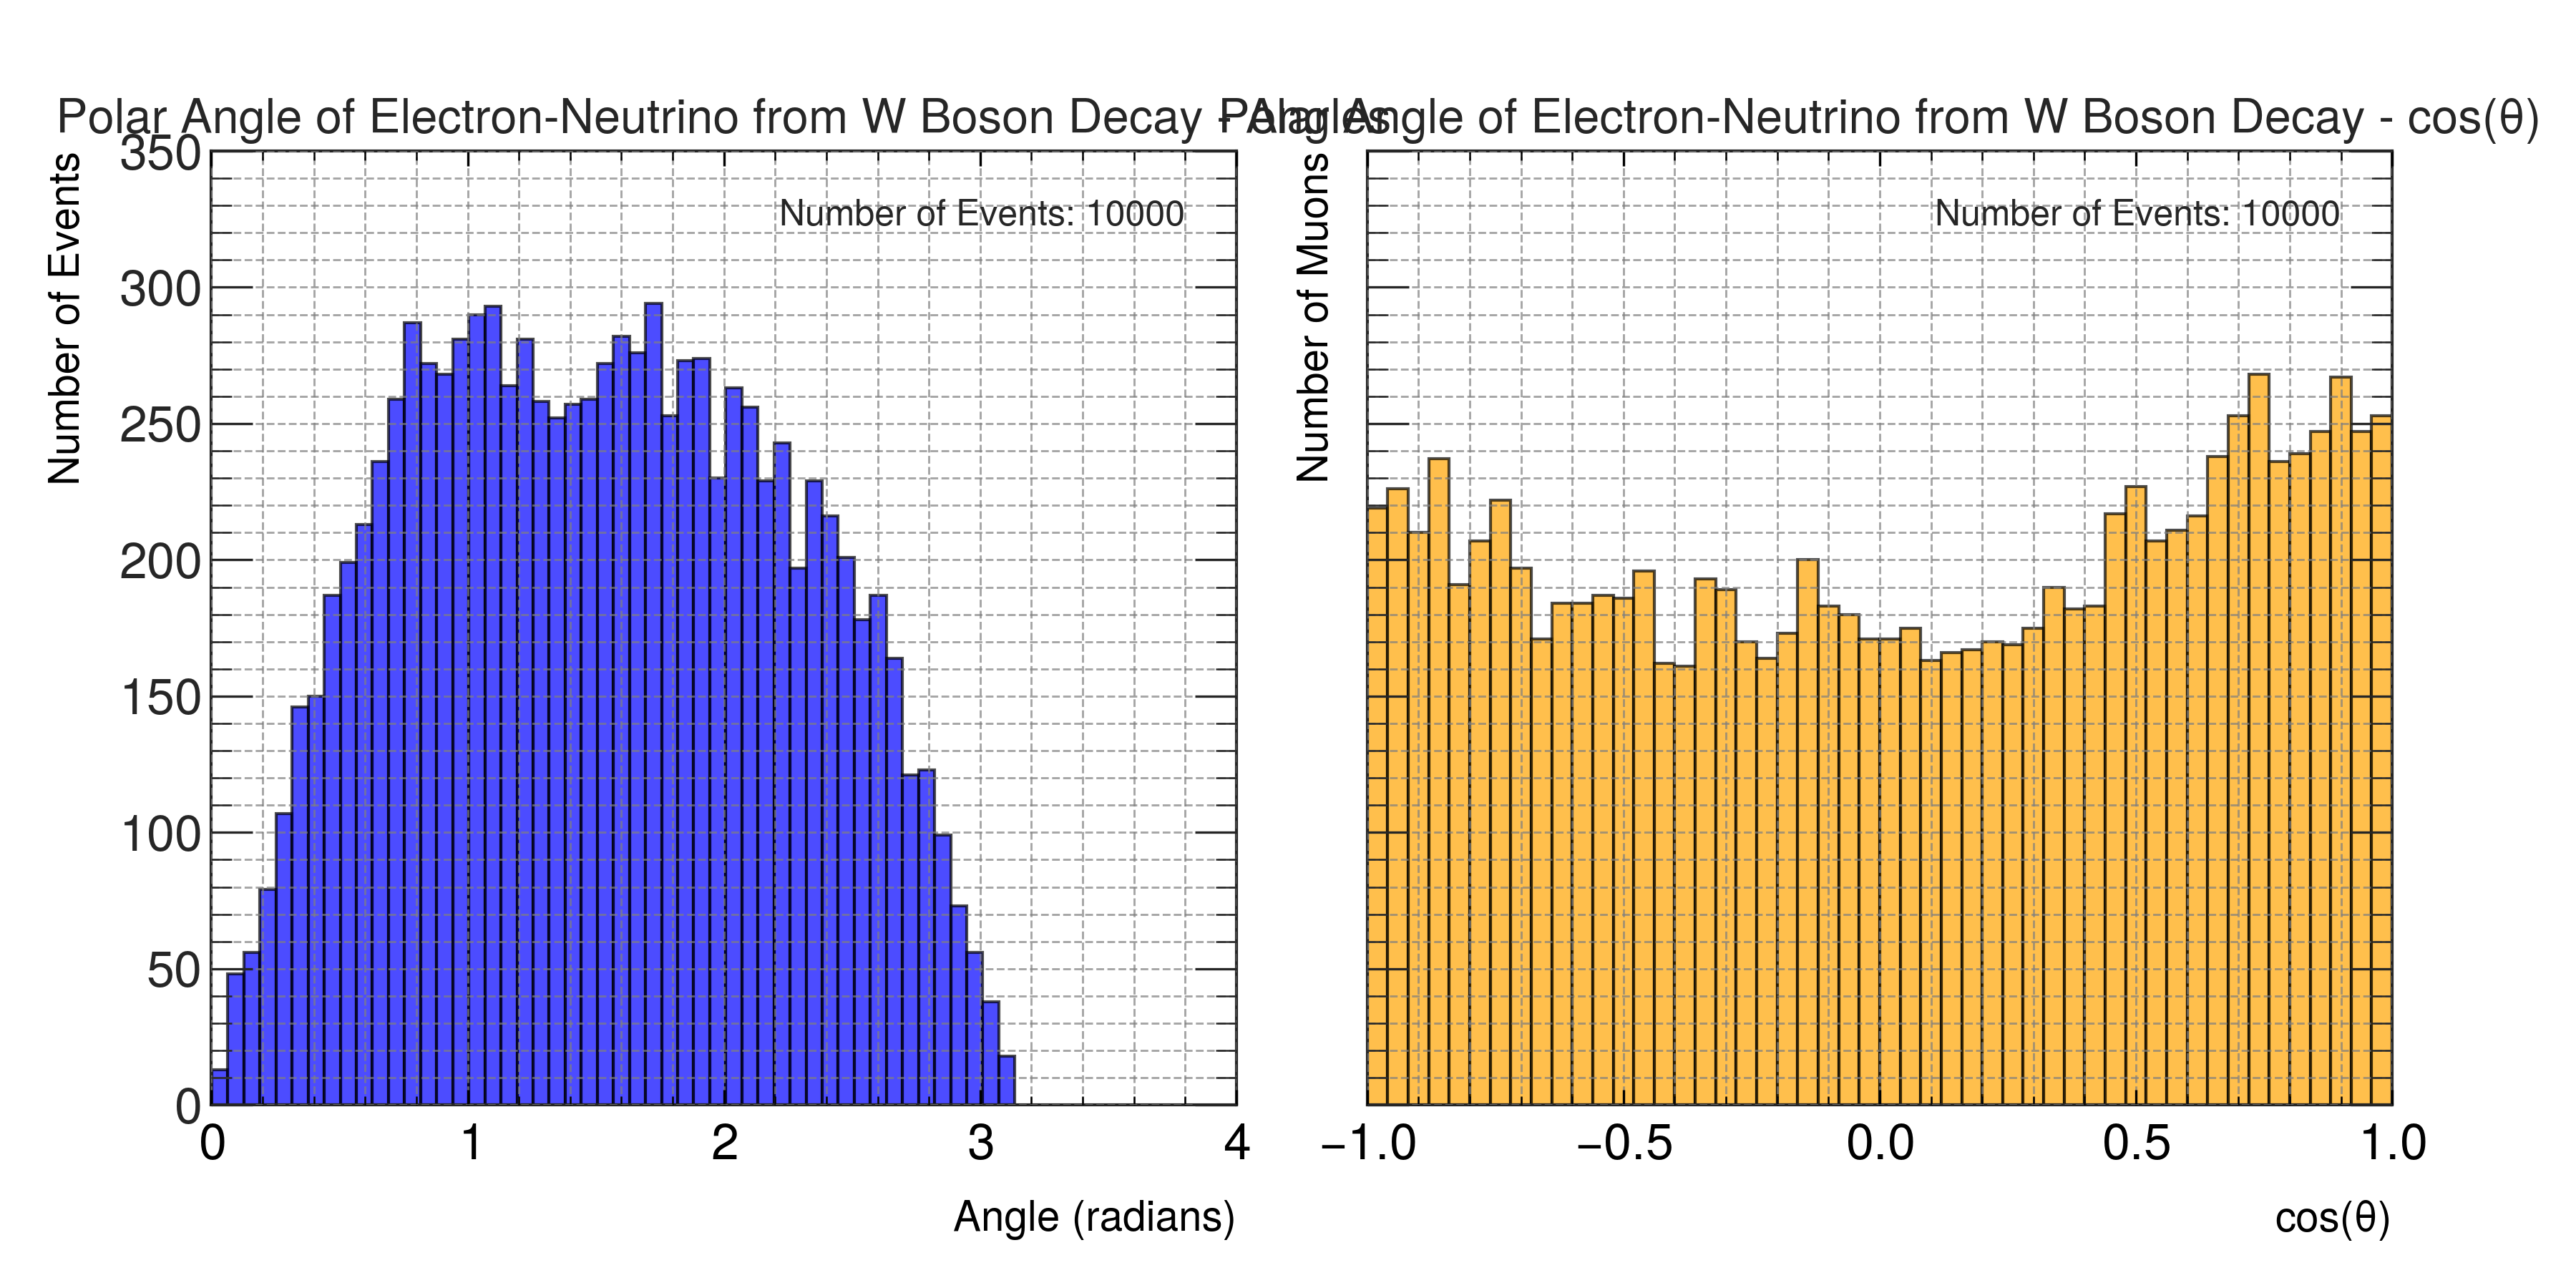 Polar Angle of Electron-Neutrino from W Boson Decay - Angles
Polar Angle of Electron-Neutrino from W Boson Decay - cos(θ)
Number of Events
350
300
250
200
150
100
50
0
Number of Events: 10000
0 1 2 3 4
Angle (radians)
Number of Muons
Number of Events: 10000
−1.0 −0.5 0.0 0.5 1.0
cos(θ)